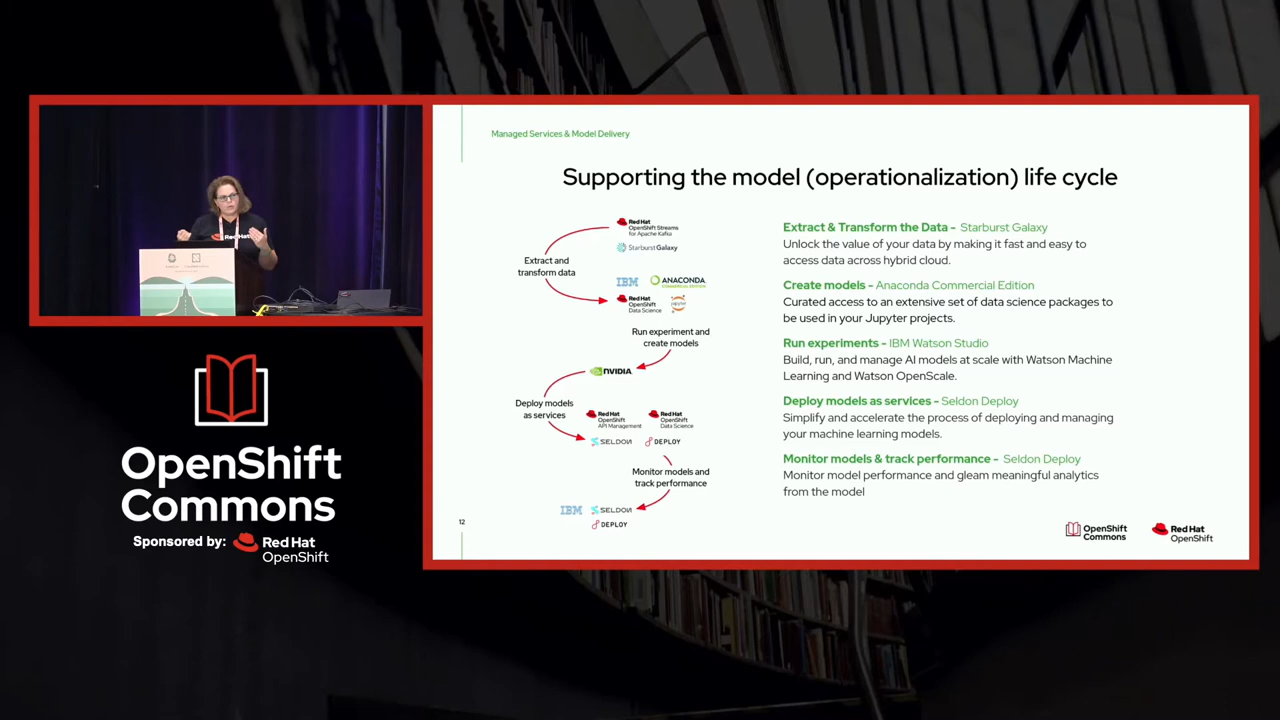 Managed Services & Model Delivery
Supporting the model (operationalization) life cycle
Red Hat
OpenShift Streams
for Apache Kafka
Starburst Galaxy
Extract and
transform data
IBM
ANACONDA
COMMERCIAL EDITION
Red Hat
OpenShift
Data Science
jupyter
Run experiment and
create models
NVIDIA
Deploy models
as services
Red Hat
OpenShift
API Management
Red Hat
OpenShift
Data Science
SELDON
DEPLOY
Monitor models and
track performance
IBM
SELDON
DEPLOY
12
Extract & Transform the Data - Starburst Galaxy
Unlock the value of your data by making it fast and easy to
access data across hybrid cloud.
Create models - Anaconda Commercial Edition
Curated access to an extensive set of data science packages to
be used in your Jupyter projects.
Run experiments - IBM Watson Studio
Build, run, and manage AI models at scale with Watson Machine
Learning and Watson OpenScale.
Deploy models as services - Seldon Deploy
Simplify and accelerate the process of deploying and managing
your machine learning models.
Monitor models & track performance - Seldon Deploy
Monitor model performance and gleam meaningful analytics
from the model
OpenShift
Commons
Red Hat
OpenShift
Red H
OpenShift
Commons
Sponsored by:
Red Hat
OpenShift